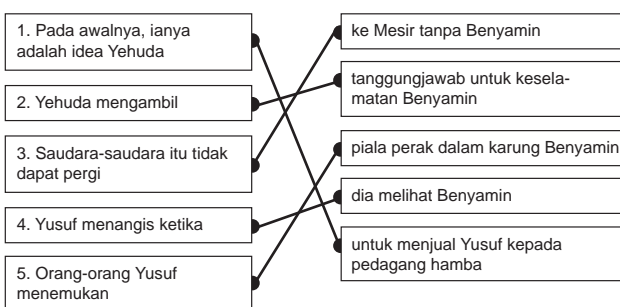 1. Pada awalnya, ianya
adalah idea Yehuda
2. Yehuda mengambil
3. Saudara-saudara itu tidak
dapat pergi
4. Yusuf menangis ketika
5. Orang-orang Yusuf
menemukan
ke Mesir tanpa Benyamin
tanggungjawab untuk kesela-
matan Benyamin
piala perak dalam karung Benyamin
dia melihat Benyamin
untuk menjual Yusuf kepada
pedagang hamba